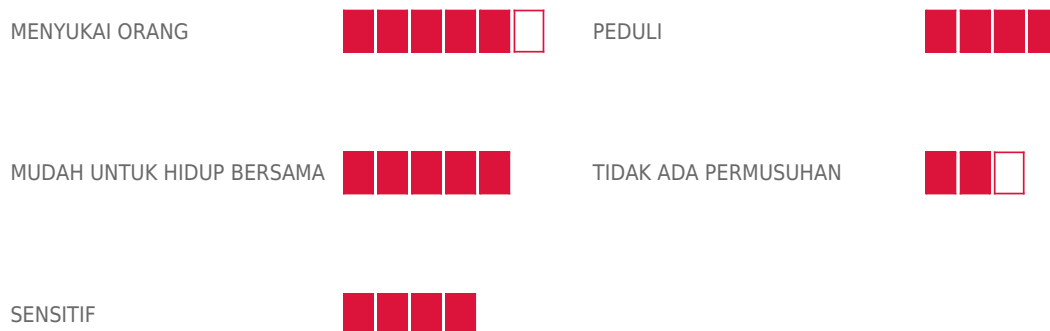 MENYUKAI ORANG
PEDULI
MUDAH UNTUK HIDUP BERSAMA
TIDAK ADA PERMUSUHAN
SENSITIF